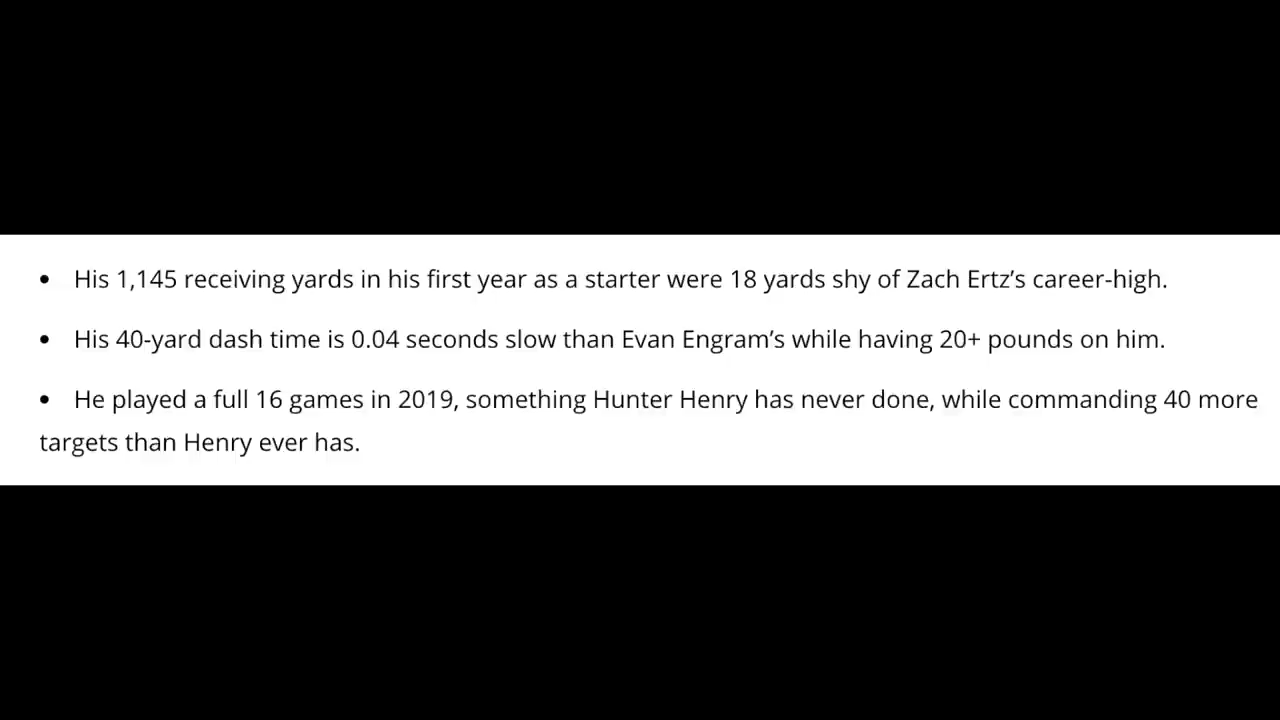 • His 1,145 receiving yards in his first year as a starter were 18 yards shy of Zach Ertz’s career-high.
• His 40-yard dash time is 0.04 seconds slow than Evan Engram’s while having 20+ pounds on him.
• He played a full 16 games in 2019, something Hunter Henry has never done, while commanding 40 more
targets than Henry ever has.